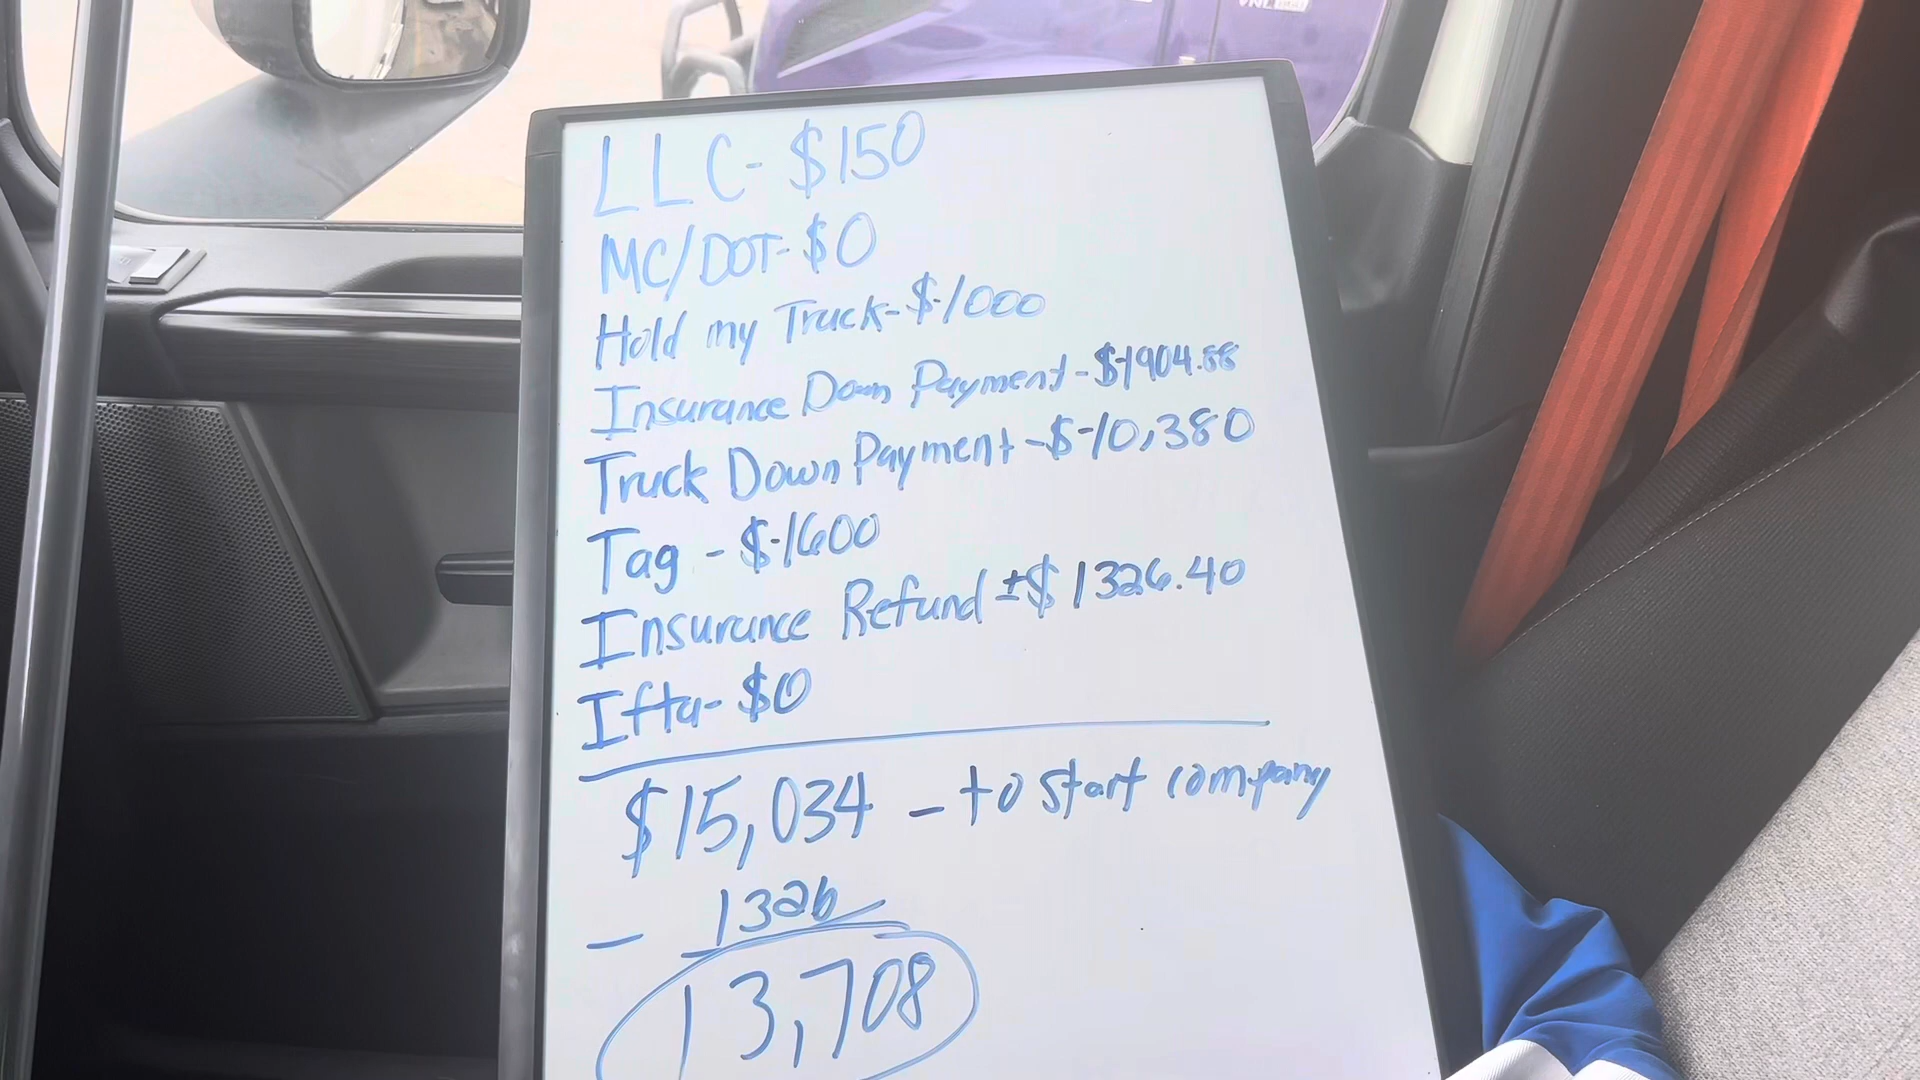 LLC-$150
MC/DOT-$0
Hold my Truck-$-1000
Insurance Down Payment-$-1904.88
Truck Down Payment-$-10,380
Tag-$-1600
Insurance Refund +$1326.40
Ifta-$0
$15,034 - to start company
- 1326
13,708